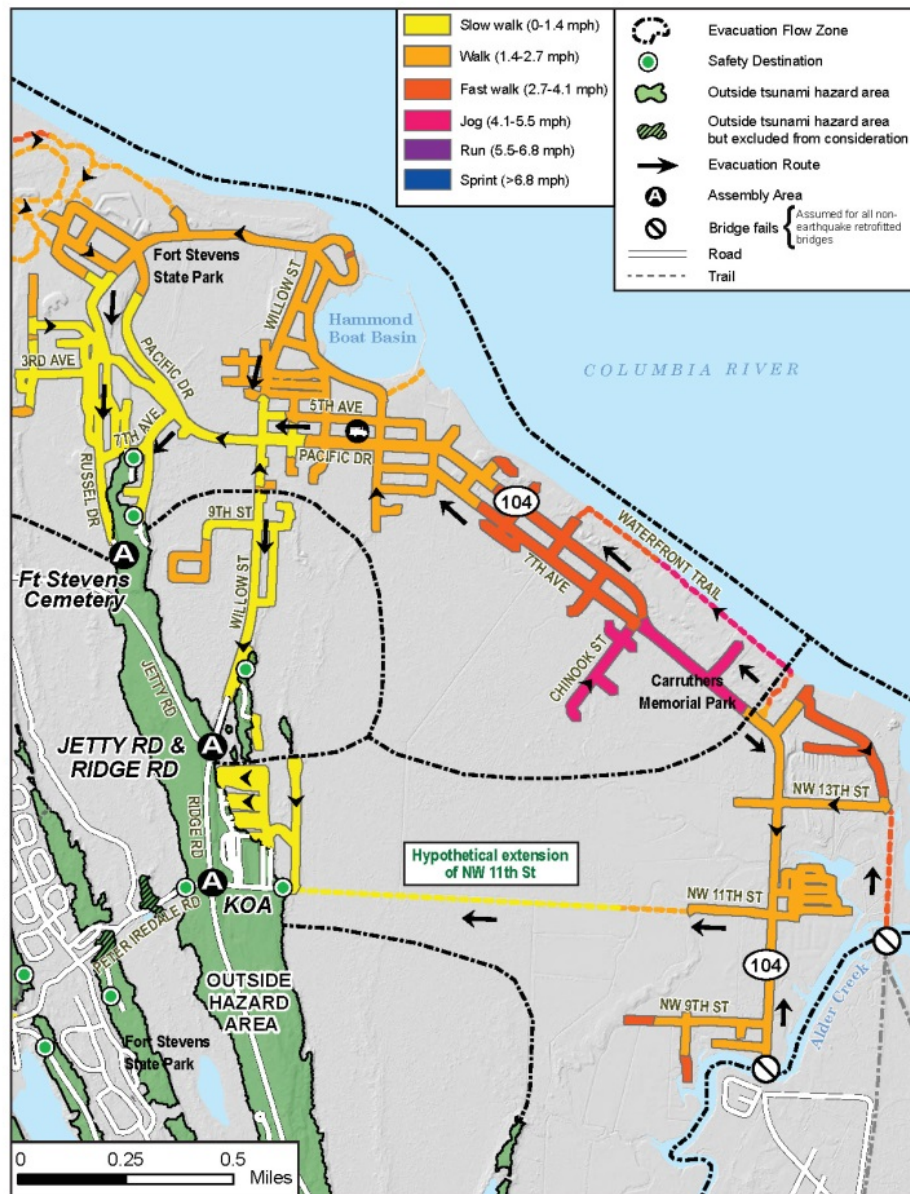 Slow walk (0-1.4 mph)
Walk (1.4-2.7 mph)
Fast walk (2.7-4.1 mph)
Jog (4.1-5.5 mph)
Run (5.5-6.8 mph)
Sprint (>6.8 mph)
Evacuation Flow Zone
Safety Destination
Outside tsunami hazard area
Outside tsunami hazard area
but excluded from consideration
Evacuation Route
A
Assembly Area
Bridge fails
Assumed for all non-
earthquake retrofitted
bridges
Road
Trail
Fort Stevens
State Park
WILLOW ST
Hammond
Boat Basin
COLUMBIA RIVER
3RD AVE
PACIFIC DR
5TH AVE
7TH AVE
PACIFIC DR
RUSSEL DR
104
WATERFRONT TRAIL
9TH ST
7TH AVE
A
Ft Stevens
Cemetery
WILLOW ST
CHINOOK ST
Carruthers
Memorial Park
JETTY RD
JETTY RD &
RIDGE RD
A
NW 13TH ST
RIDGE RD
Hypothetical extension
of NW 11th St
A
KOA
NW 11TH ST
PETER IREDALE RD
OUTSIDE
HAZARD
AREA
104
Alder Creek
NW 9TH ST
Fort Stevens
State Park
0 0.25 0.5
Miles